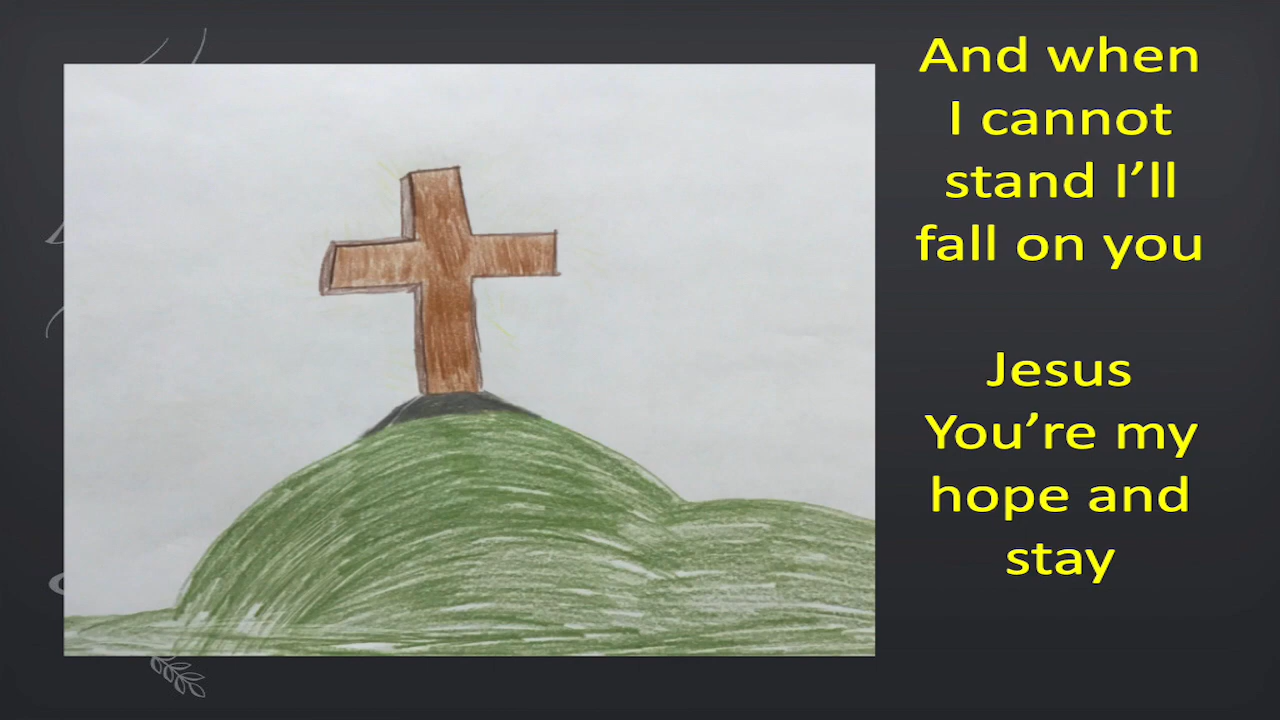 And when
I cannot
stand I’ll
fall on you
Jesus
You’re my
hope and
stay